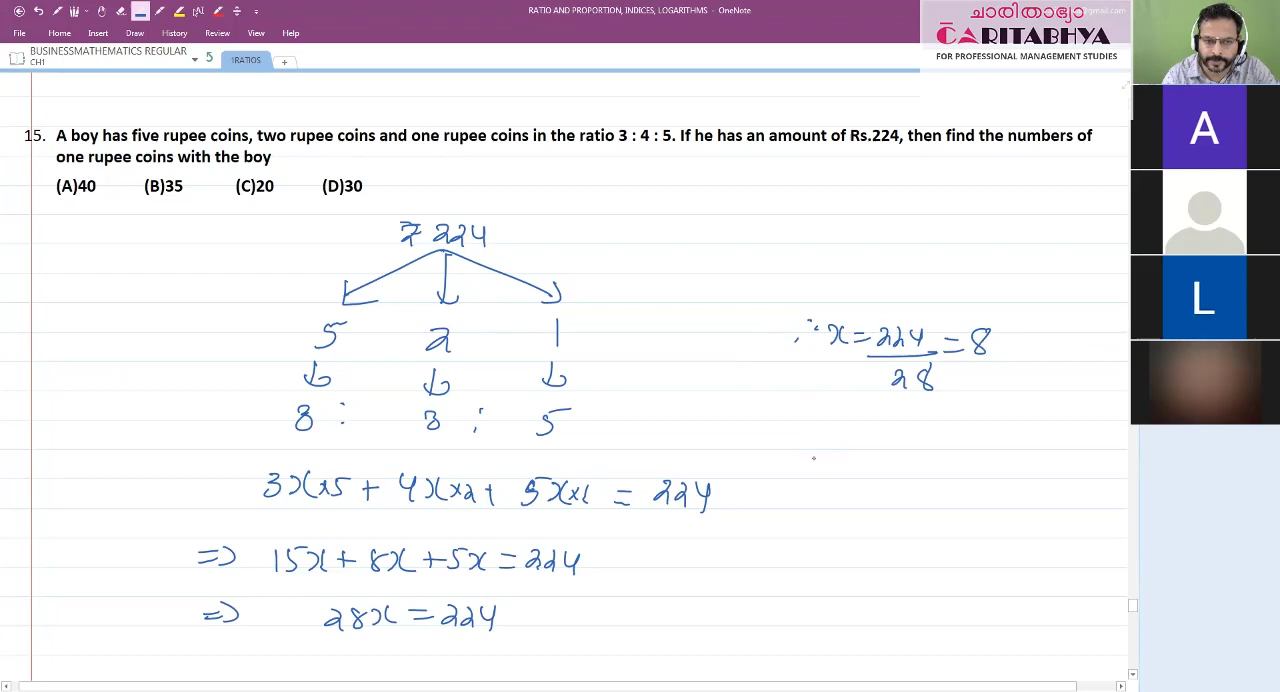 RATIO AND PROPORTION, INDICES, LOGARITHMS - OneNote
File Home Insert Draw History Review View Help
BUSINESSMATHEMATICS REGULAR
CH1
5
1RATIOS
ചാരിതാഭ്യാ
CARITABHYA
FOR PROFESSIONAL MANAGEMENT STUDIES
15. A boy has five rupee coins, two rupee coins and one rupee coins in the ratio 3 : 4 : 5. If he has an amount of Rs.224, then find the numbers of
one rupee coins with the boy
(A)40 (B)35 (C)20 (D)30
₹ 224
5 2 1
3 : 3 : 5
3x×5 + 4x×2 + 5x×1 = 224
=> 15x + 8x + 5x = 224
=> 28x = 224
∴ x = 224/28 = 8
A
L